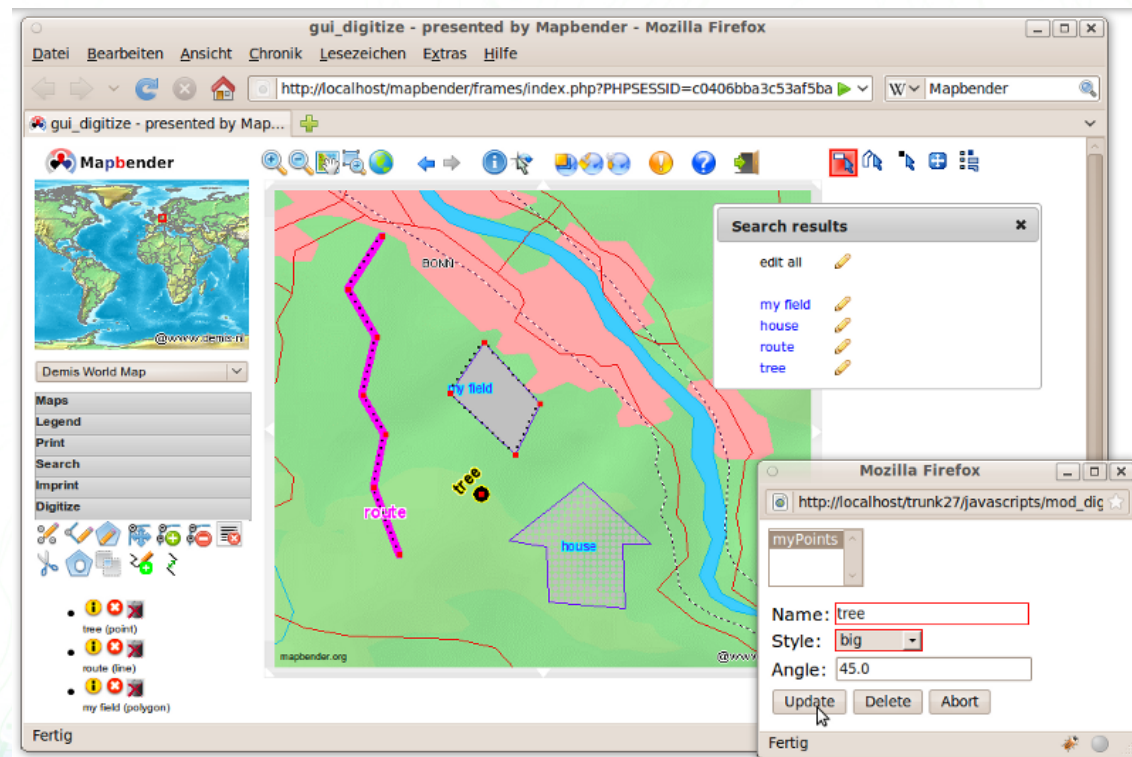 gui_digitize - presented by Mapbender - Mozilla Firefox
Datei Bearbeiten Ansicht Chronik Lesezeichen Extras Hilfe
http://localhost/mapbender/frames/index.php?PHPSESSID=c0406bba3c53af5ba
W Mapbender
gui_digitize - presented by Map...
Mapbender
@www.demis.nl
Demis World Map
Maps
Legend
Print
Search
Imprint
Digitize
tree (point)
route (line)
my field (polygon)
BONN
my field
tree
route
house
mapbender.org
@www
Search results
edit all
my field
house
route
tree
Mozilla Firefox
http://localhost/trunk27/javascripts/mod_dig
myPoints
Name: tree
Style: big
Angle: 45.0
Update Delete Abort
Fertig
Fertig